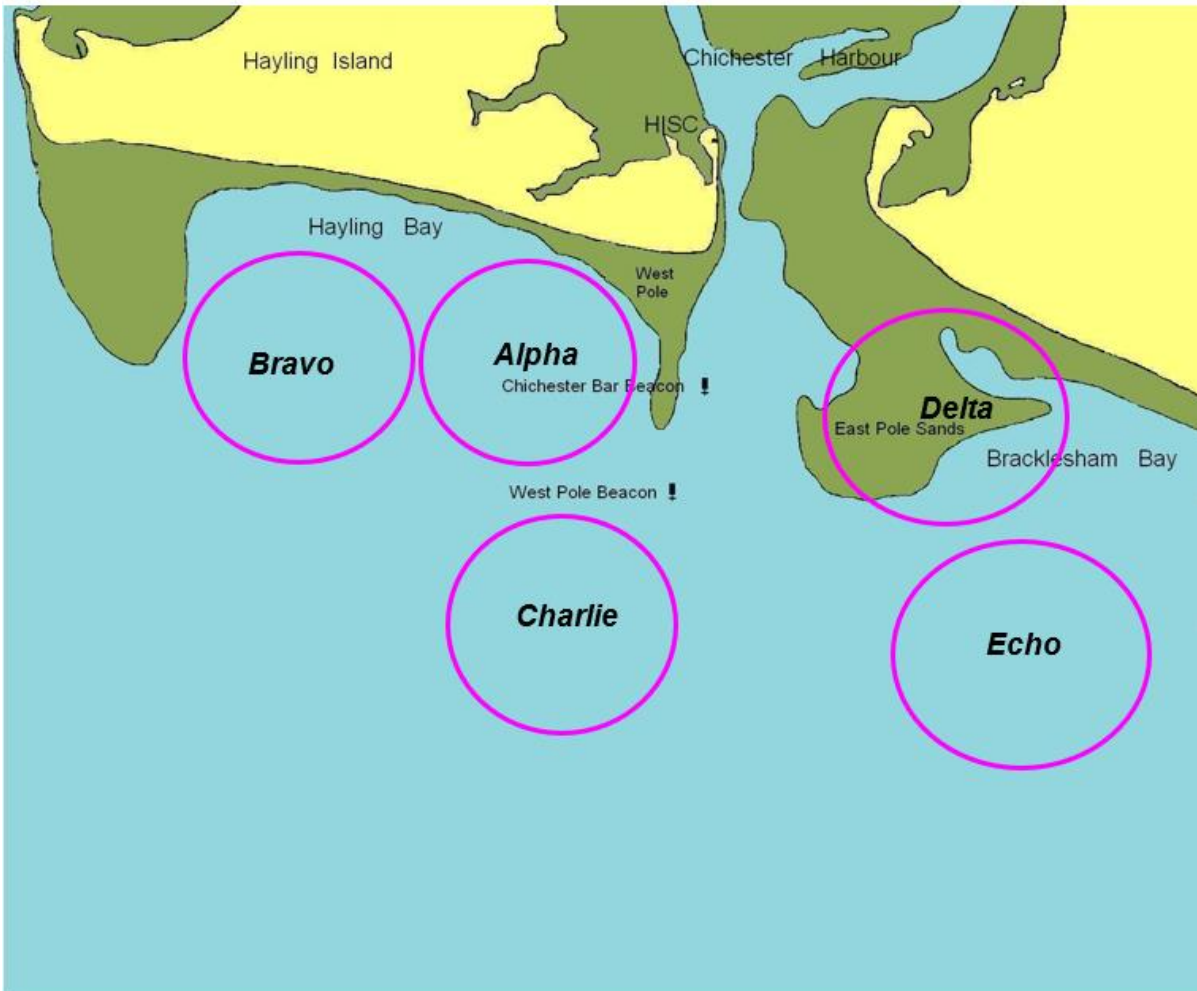 Hayling Island
Chichester Harbour
HISC
Hayling Bay
West
Pole
Bravo
Alpha
Chichester Bar Beacon
Delta
East Pole Sands
Bracklesham Bay
West Pole Beacon
Charlie
Echo